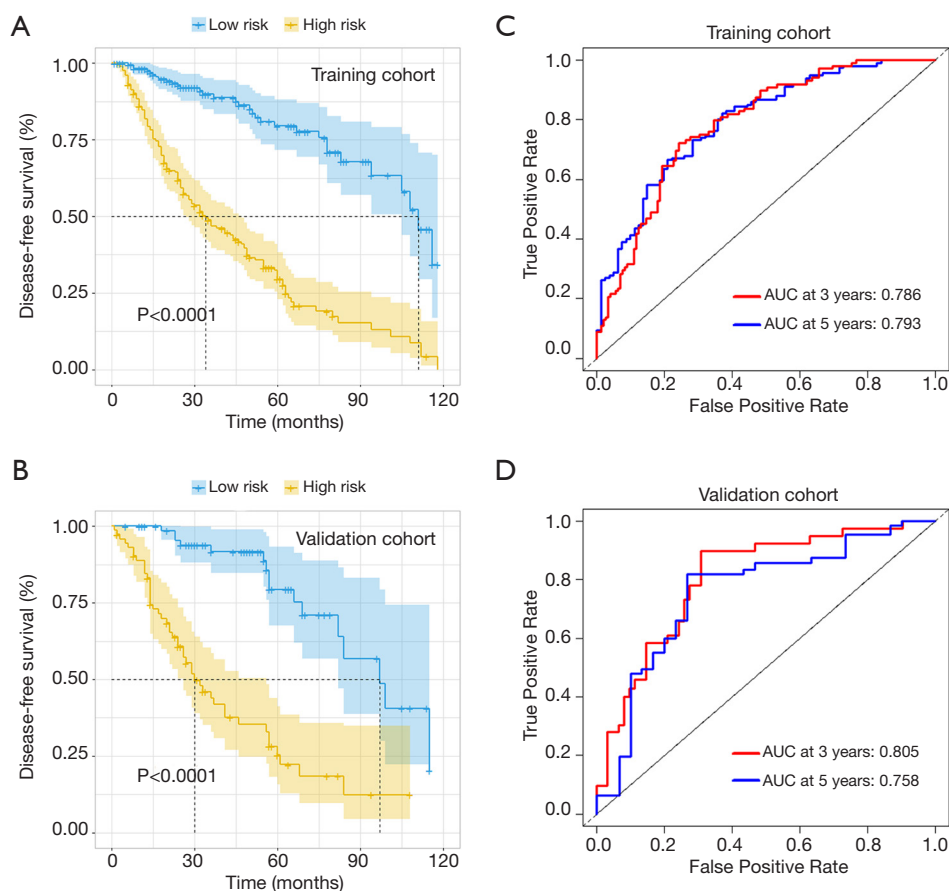 A
Low risk High risk
Training cohort
Disease-free survival (%)
1.00
0.75
0.50
0.25
0.00
P<0.0001
0 30 60 90 120
Time (months)
B
Low risk High risk
Validation cohort
Disease-free survival (%)
1.00
0.75
0.50
0.25
0.00
P<0.0001
0 30 60 90 120
Time (months)
C
Training cohort
True Positive Rate
1.0
0.8
0.6
0.4
0.2
0.0
AUC at 3 years: 0.786
AUC at 5 years: 0.793
0.0 0.2 0.4 0.6 0.8 1.0
False Positive Rate
D
Validation cohort
True Positive Rate
1.0
0.8
0.6
0.4
0.2
0.0
AUC at 3 years: 0.805
AUC at 5 years: 0.758
0.0 0.2 0.4 0.6 0.8 1.0
False Positive Rate